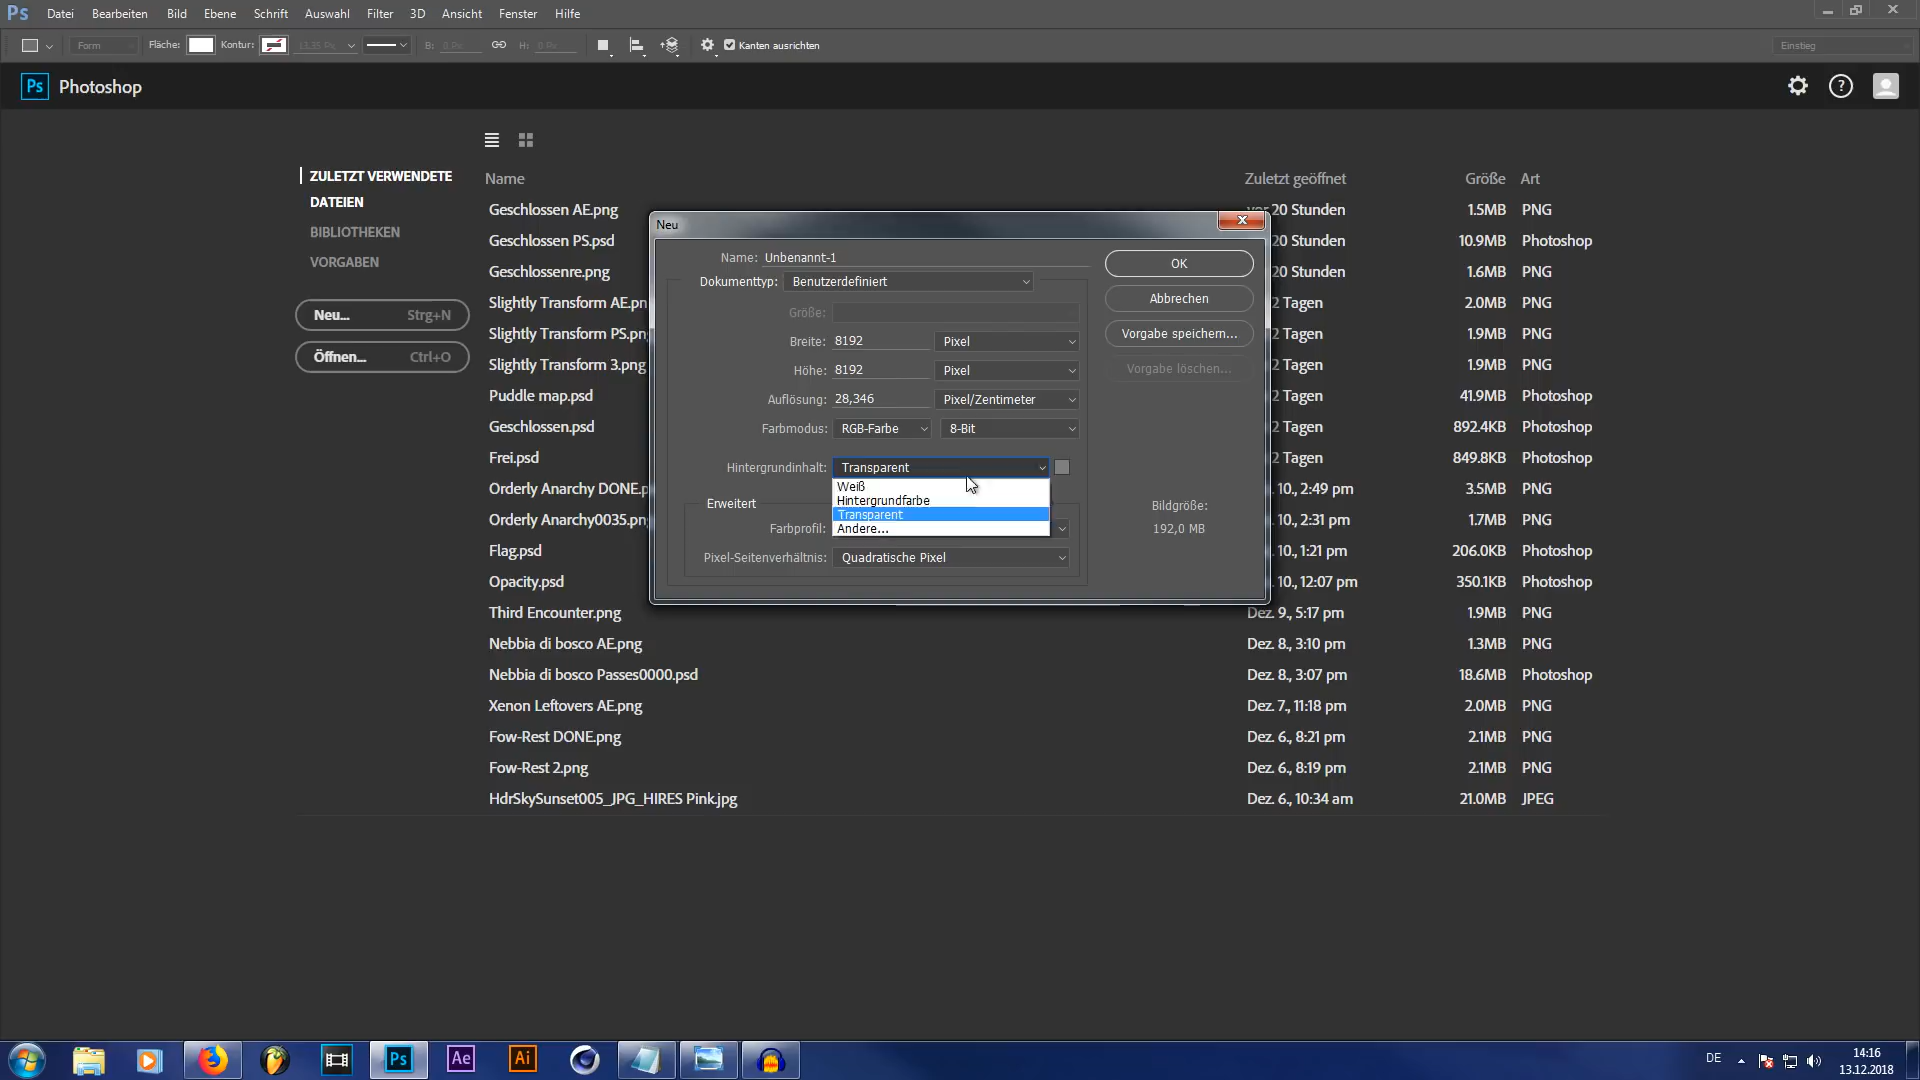 Ps Datei Bearbeiten Bild Ebene Schrift Auswahl Filter 3D Ansicht Fenster Hilfe
Form Fläche: Kontur: 13,35 Px B: 0 Px H: 0 Px Kanten ausrichten Einstieg
Ps Photoshop ?
ZULETZT VERWENDETE
DATEIEN
BIBLIOTHEKEN
VORGABEN
Neu... Strg+N
Öffnen... Ctrl+O
Name Zuletzt geöffnet Größe Art
Geschlossen AE.png vor 20 Stunden 1.5MB PNG
Geschlossen PS.psd 20 Stunden 10.9MB Photoshop
Geschlossenre.png 20 Stunden 1.6MB PNG
Slightly Transform AE.pn 2 Tagen 2.0MB PNG
Slightly Transform PS.png 2 Tagen 1.9MB PNG
Slightly Transform 3.png 2 Tagen 1.9MB PNG
Puddle map.psd 2 Tagen 41.9MB Photoshop
Geschlossen.psd 2 Tagen 892.4KB Photoshop
Frei.psd 2 Tagen 849.8KB Photoshop
Orderly Anarchy DONE.p . 10., 2:49 pm 3.5MB PNG
Orderly Anarchy0035.pn . 10., 2:31 pm 1.7MB PNG
Flag.psd . 10., 1:21 pm 206.0KB Photoshop
Opacity.psd . 10., 12:07 pm 350.1KB Photoshop
Third Encounter.png Dez. 9., 5:17 pm 1.9MB PNG
Nebbia di bosco AE.png Dez. 8., 3:10 pm 1.3MB PNG
Nebbia di bosco Passes0000.psd Dez. 8., 3:07 pm 18.6MB Photoshop
Xenon Leftovers AE.png Dez. 7., 11:18 pm 2.0MB PNG
Fow-Rest DONE.png Dez. 6., 8:21 pm 2.1MB PNG
Fow-Rest 2.png Dez. 6., 8:19 pm 2.1MB PNG
HdrSkySunset005_JPG_HIRES Pink.jpg Dez. 6., 10:34 am 21.0MB JPEG
Neu
Name: Unbenannt-1
Dokumenttyp: Benutzerdefiniert
Größe:
Breite: 8192 Pixel
Höhe: 8192 Pixel
Auflösung: 28,346 Pixel/Zentimeter
Farbmodus: RGB-Farbe 8-Bit
Hintergrundinhalt: Transparent
Weiß
Hintergrundfarbe
Transparent
Andere...
Erweitert
Farbprofil:
Pixel-Seitenverhältnis: Quadratische Pixel
OK
Abbrechen
Vorgabe speichern...
Vorgabe löschen...
Bildgröße:
192,0 MB
Ps Ae Ai DE 14:16
13.12.2018